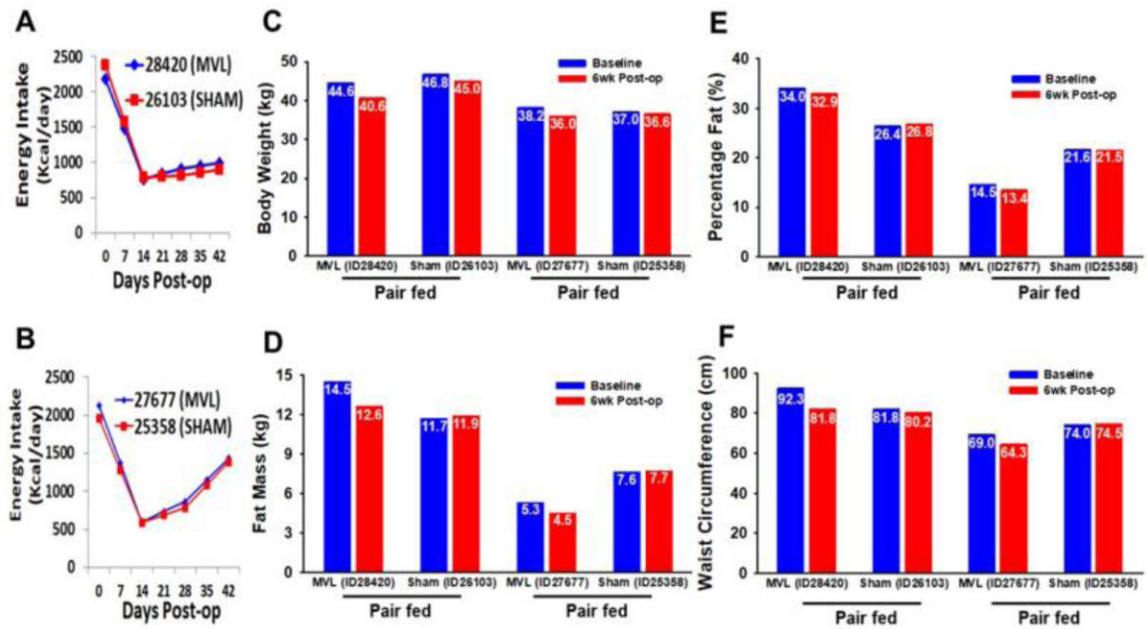 A
Energy Intake
(Kcal/day)
2500
2000
1500
1000
500
0
28420 (MVL)
26103 (SHAM)
0 7 14 21 28 35 42
Days Post-op
B
Energy Intake
(Kcal/day)
2500
2000
1500
1000
500
0
27677 (MVL)
25358 (SHAM)
0 7 14 21 28 35 42
Days Post-op
C
Body Weight (kg)
50
40
30
20
10
0
Baseline
6wk Post-op
44.6 40.6 46.8 45.0 38.2 36.0 37.0 36.6
MVL (ID28420) Sham (ID26103) MVL (ID27677) Sham (ID25358)
Pair fed Pair fed
D
Fat Mass (kg)
15
12
9
6
3
0
Baseline
6wk Post-op
14.5 12.6 11.7 11.9 5.3 4.5 7.6 7.7
MVL (ID28420) Sham (ID26103) MVL (ID27677) Sham (ID25358)
Pair fed Pair fed
E
Percentage Fat (%)
40
30
20
10
0
Baseline
6wk Post-op
34.0 32.9 26.4 26.8 14.5 13.4 21.6 21.5
MVL (ID28420) Sham (ID26103) MVL (ID27677) Sham (ID25358)
Pair fed Pair fed
F
Waist Circumference (cm)
100
80
60
40
20
0
Baseline
6wk Post-op
92.3 81.8 81.8 80.2 69.0 64.3 74.0 74.5
MVL (ID28420) Sham (ID26103) MVL (ID27677) Sham (ID25358)
Pair fed Pair fed